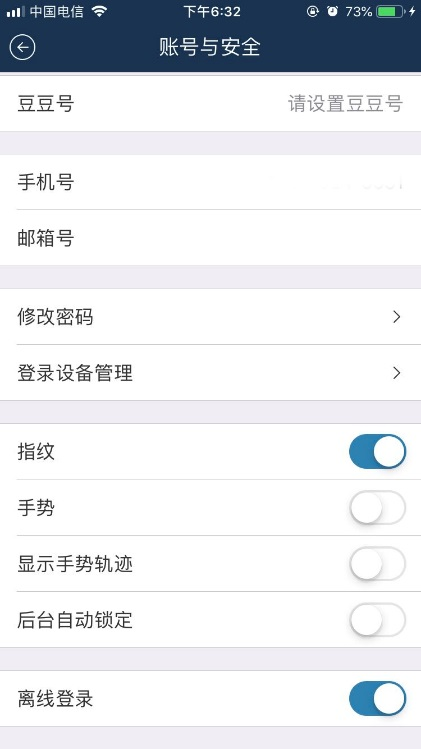 中国电信 下午6:32 73%
账号与安全
豆豆号 请设置豆豆号
手机号
邮箱号
修改密码
登录设备管理
指纹
手势
显示手势轨迹
后台自动锁定
离线登录